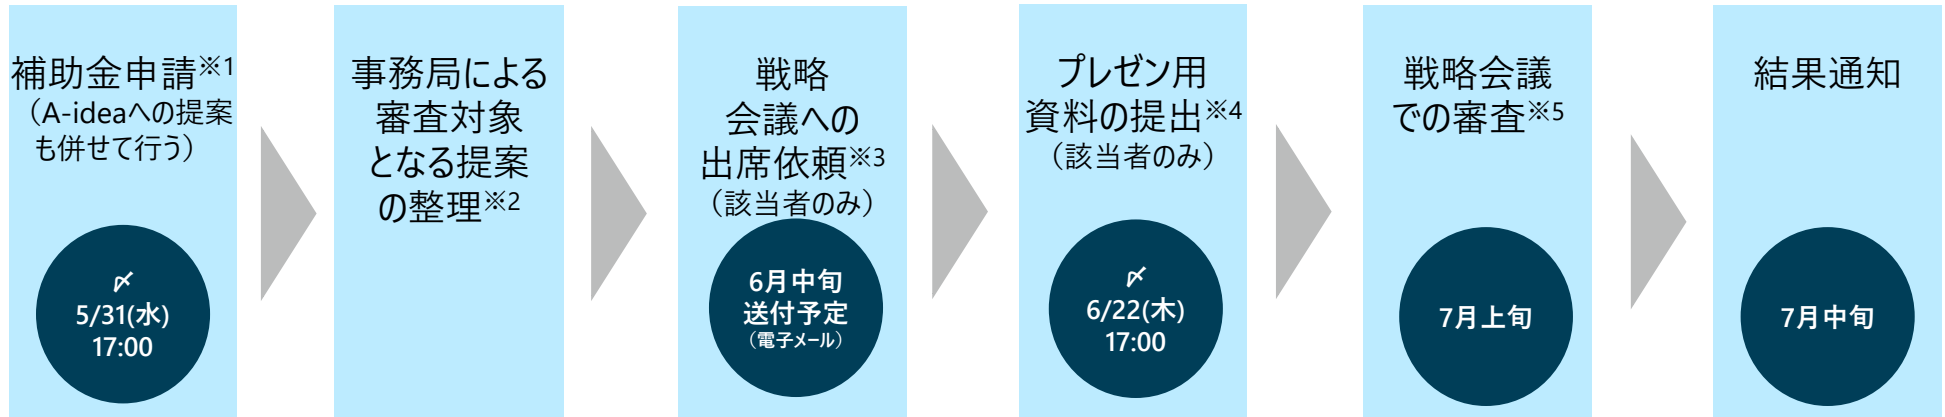 補助金申請※1
（A-ideaへの提案
も併せて行う）
〆
5/31(水)
17:00
事務局による
審査対象
となる提案
の整理※2
戦略
会議への
出席依頼※3
（該当者のみ）
6月中旬
送付予定
（電子メール）
プレゼン用
資料の提出※4
（該当者のみ）
〆
6/22(木)
17:00
戦略会議
での審査※5
7月上旬
結果通知
7月中旬